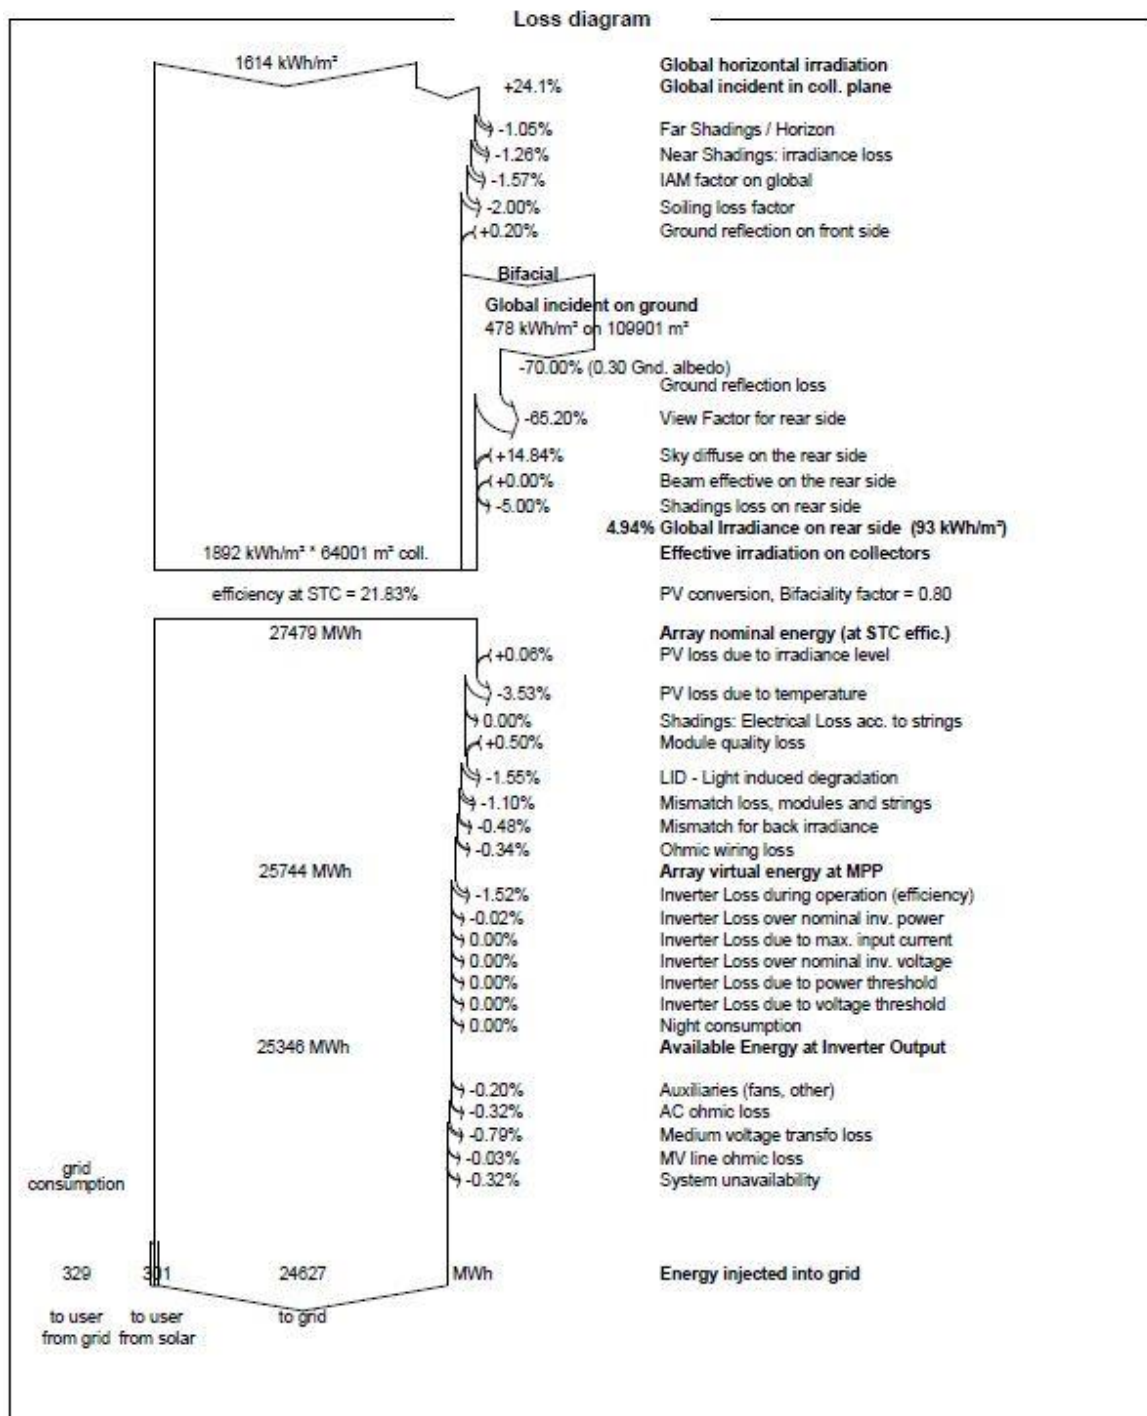 Loss diagram
1614 kWh/m² Global horizontal irradiation
+24.1% Global incident in coll. plane
-1.05% Far Shadings / Horizon
-1.26% Near Shadings: irradiance loss
-1.57% IAM factor on global
-2.00% Soiling loss factor
+0.20% Ground reflection on front side
Bifacial
Global incident on ground
478 kWh/m² on 109901 m²
-70.00% (0.30 Gnd. albedo)
Ground reflection loss
-65.20% View Factor for rear side
+14.84% Sky diffuse on the rear side
+0.00% Beam effective on the rear side
-5.00% Shadings loss on rear side
4.94% Global Irradiance on rear side (93 kWh/m²)
1892 kWh/m² * 64001 m² coll. Effective irradiation on collectors
efficiency at STC = 21.83% PV conversion, Bifaciality factor = 0.80
27479 MWh Array nominal energy (at STC effic.)
+0.06% PV loss due to irradiance level
-3.53% PV loss due to temperature
0.00% Shadings: Electrical Loss acc. to strings
+0.50% Module quality loss
-1.55% LID - Light induced degradation
-1.10% Mismatch loss, modules and strings
-0.48% Mismatch for back irradiance
-0.34% Ohmic wiring loss
25744 MWh Array virtual energy at MPP
-1.52% Inverter Loss during operation (efficiency)
-0.02% Inverter Loss over nominal inv. power
0.00% Inverter Loss due to max. input current
0.00% Inverter Loss over nominal inv. voltage
0.00% Inverter Loss due to power threshold
0.00% Inverter Loss due to voltage threshold
0.00% Night consumption
25346 MWh Available Energy at Inverter Output
-0.20% Auxiliaries (fans, other)
-0.32% AC ohmic loss
-0.79% Medium voltage transfo loss
-0.03% MV line ohmic loss
-0.32% System unavailability
grid
consumption
329 301 24627 MWh Energy injected into grid
to user to user to grid
from grid from solar